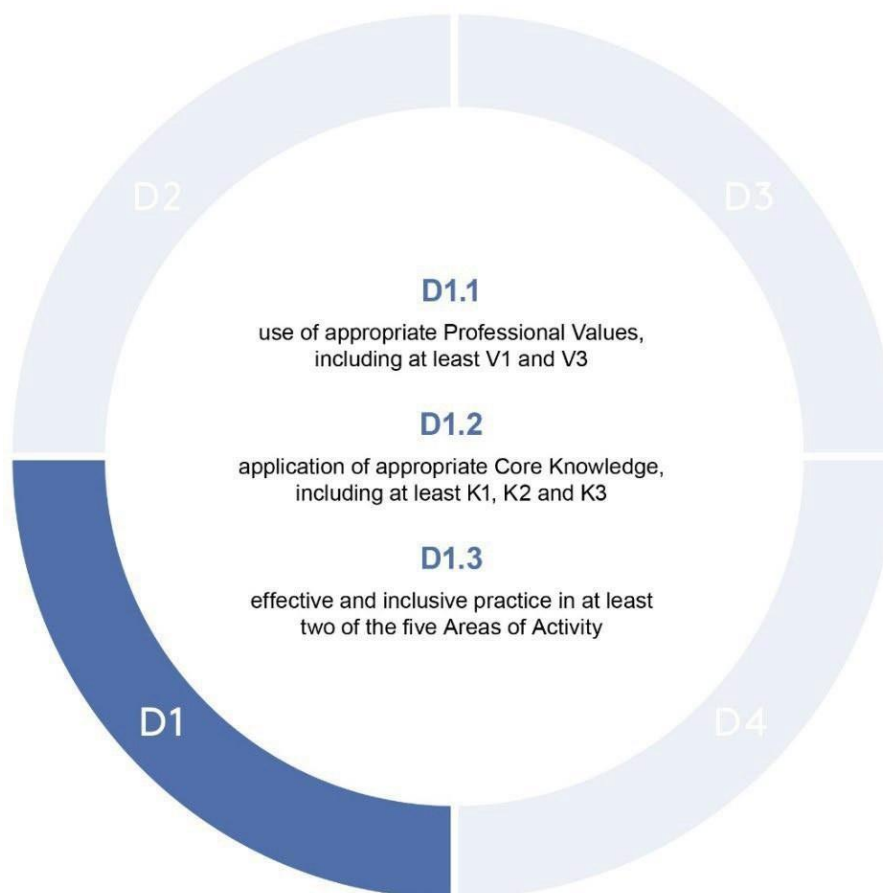 D2
D3
D1.1
use of appropriate Professional Values,
including at least V1 and V3
D1.2
application of appropriate Core Knowledge,
including at least K1, K2 and K3
D1.3
effective and inclusive practice in at least
two of the five Areas of Activity
D1
D4